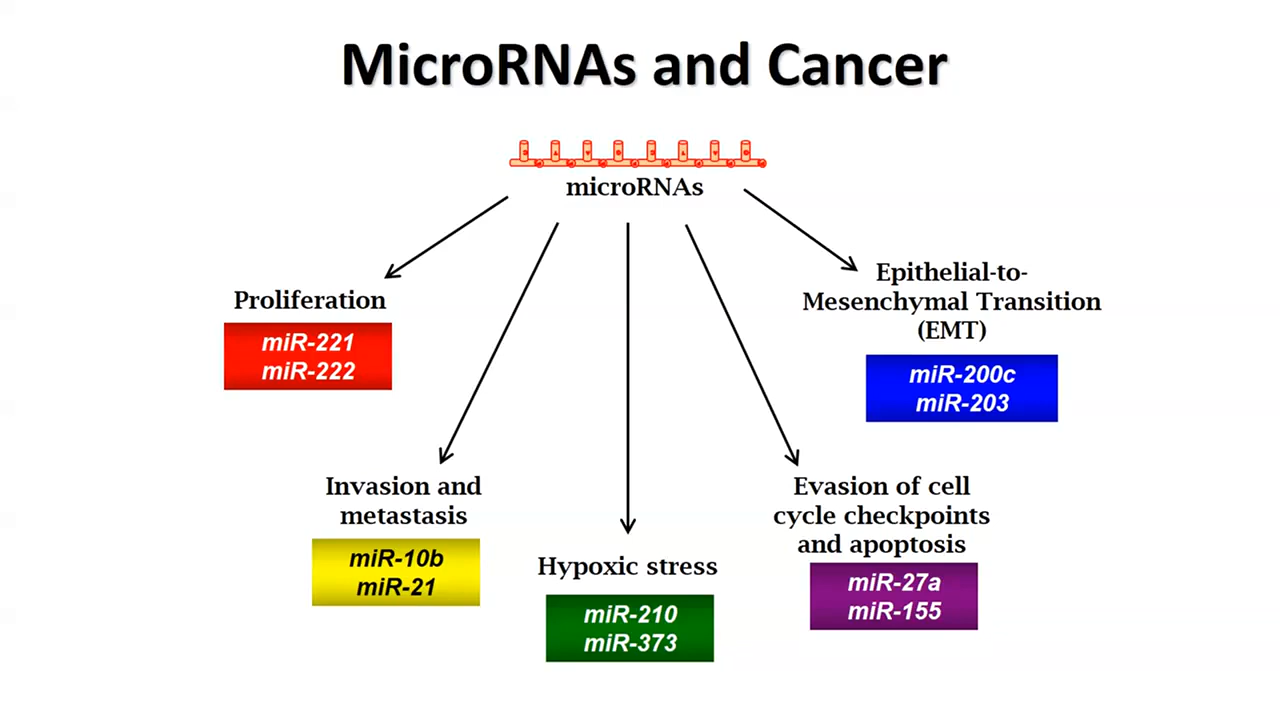 MicroRNAs and Cancer
microRNAs
Proliferation
miR-221
miR-222
Invasion and
metastasis
miR-10b
miR-21
Hypoxic stress
miR-210
miR-373
Evasion of cell
cycle checkpoints
and apoptosis
miR-27a
miR-155
Epithelial-to-
Mesenchymal Transition
(EMT)
miR-200c
miR-203